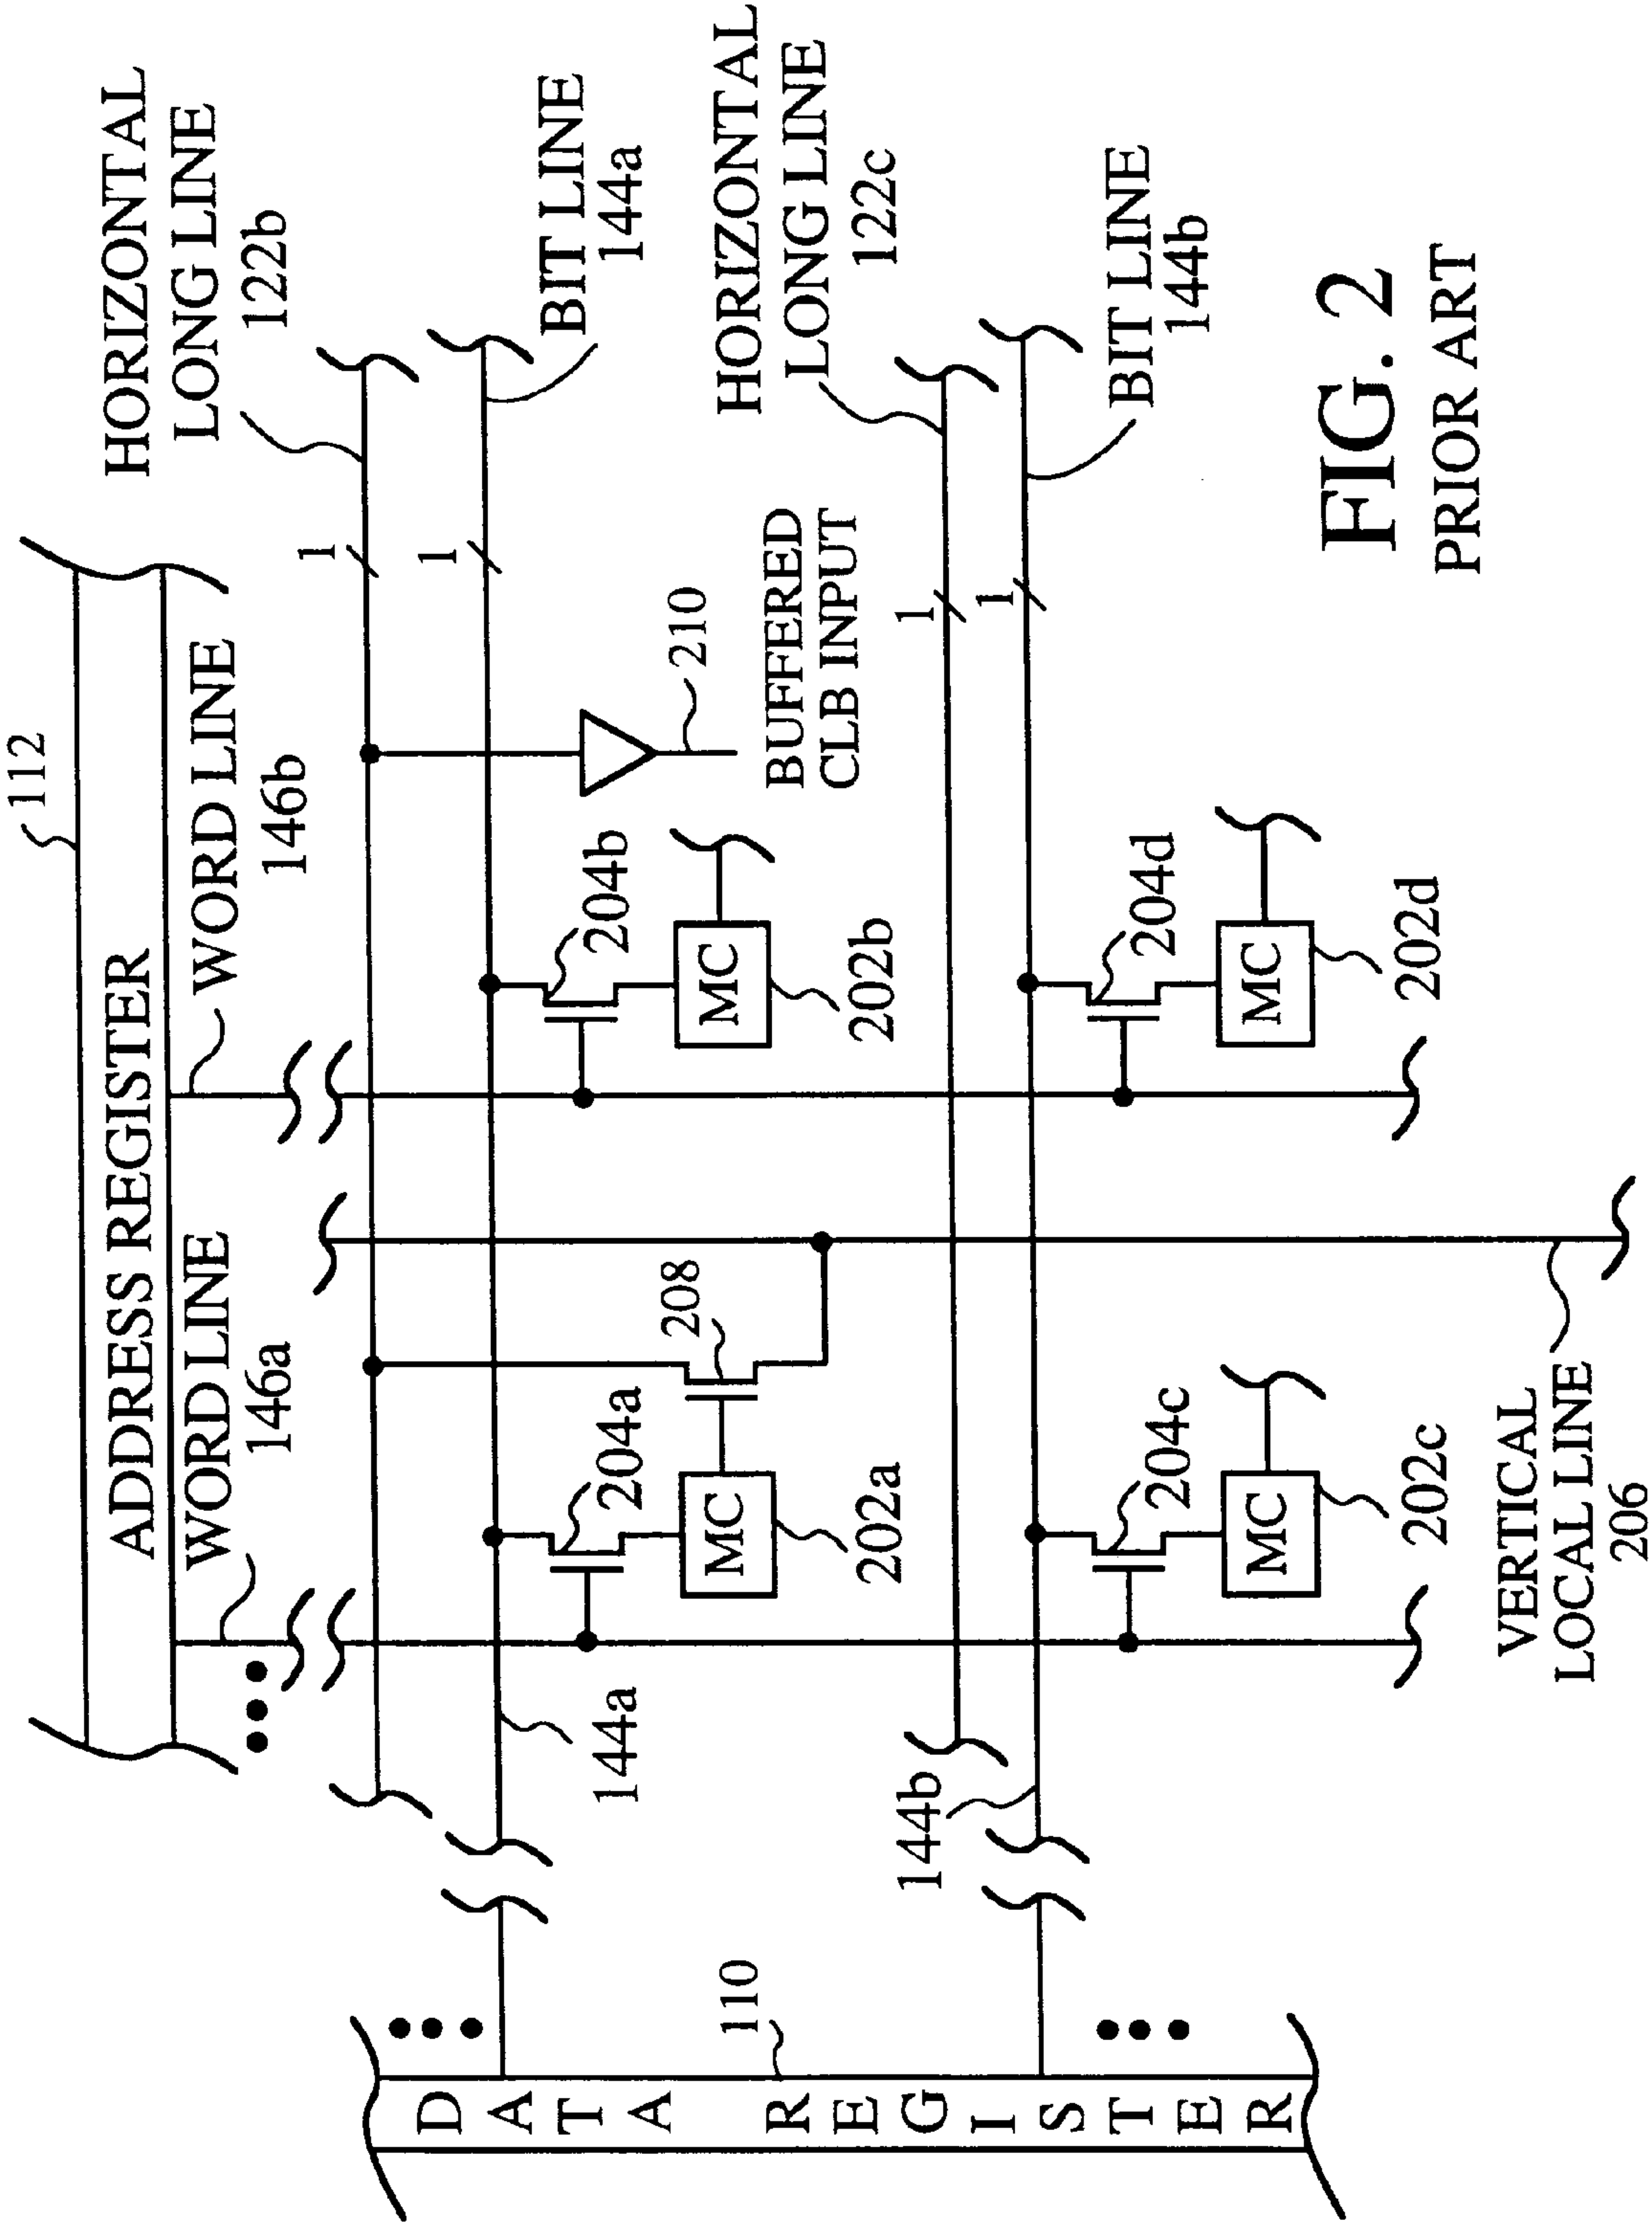 112
ADDRESS REGISTER
WORD LINE
146a
WORD LINE
146b
HORIZONTAL
LONG LINE
122b
1
BIT LINE
144a
1
144a
204a
208
204b
210
MC
202a
MC
202b
BUFFERED
CLB INPUT
HORIZONTAL
LONG LINE
122c
1
144b
1
BIT LINE
144b
204c
204d
MC
202c
MC
202d
VERTICAL
LOCAL LINE
206
110
DATA REGISTER
FIG. 2
PRIOR ART